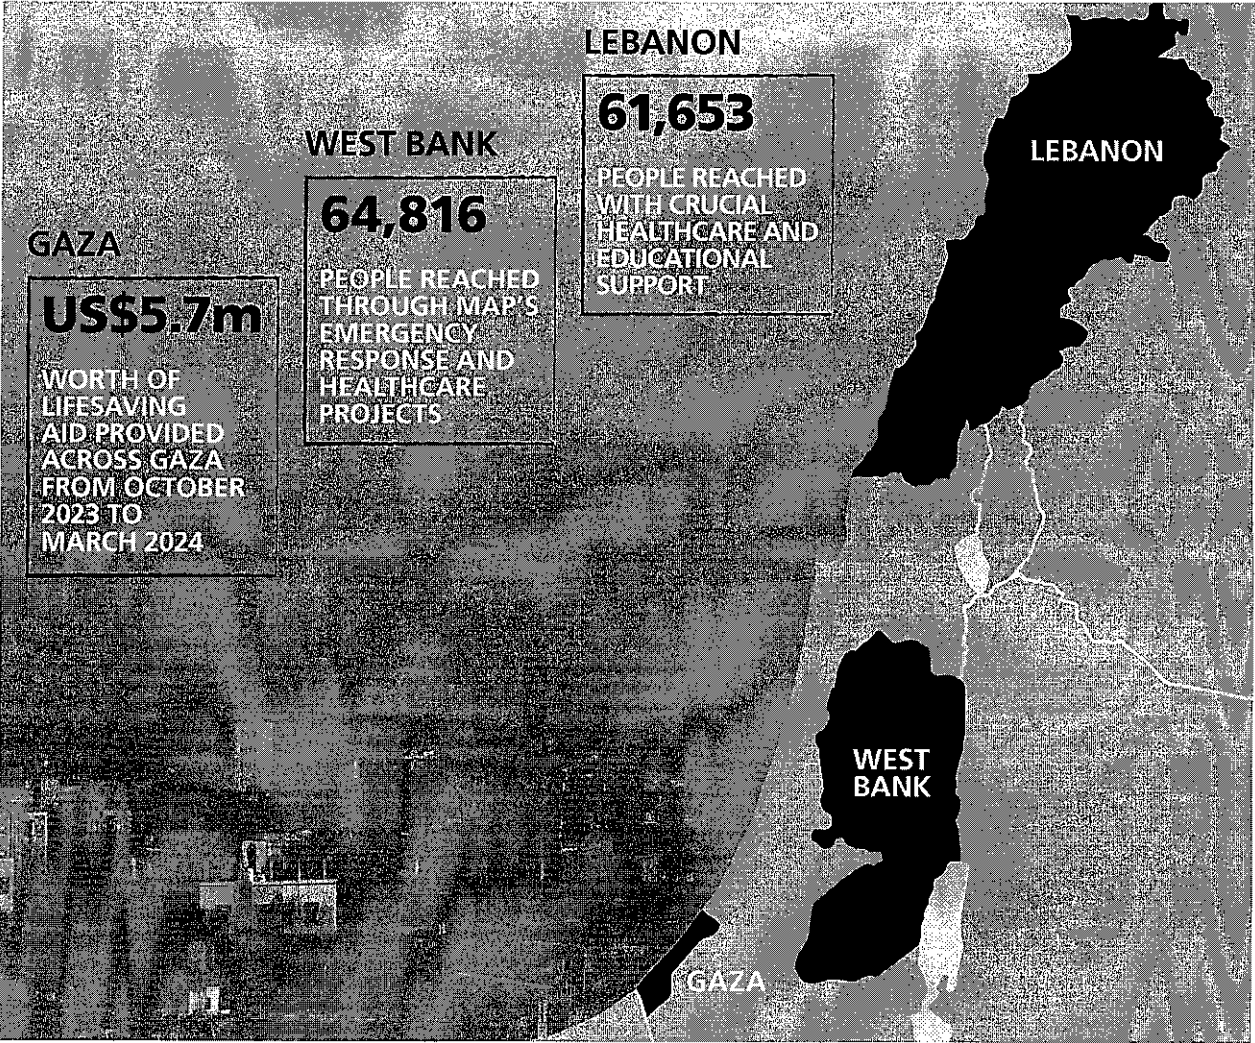 LEBANON
61,653
PEOPLE REACHED
WITH CRUCIAL
HEALTHCARE AND
EDUCATIONAL
SUPPORT
WEST BANK
64,816
PEOPLE REACHED
THROUGH MAP'S
EMERGENCY
RESPONSE AND
HEALTHCARE
PROJECTS
GAZA
US$5.7m
WORTH OF
LIFESAVING
AID PROVIDED
ACROSS GAZA
FROM OCTOBER
2023 TO
MARCH 2024
LEBANON
WEST
BANK
GAZA